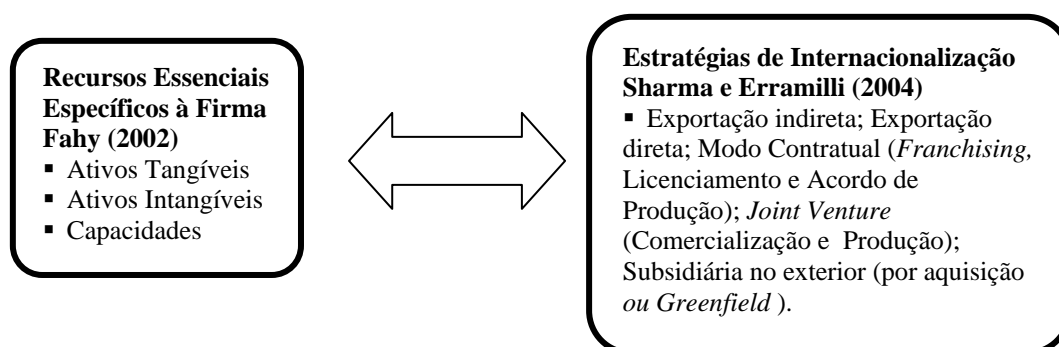 Recursos Essenciais
Específicos à Firma
Fahy (2002)
▪ Ativos Tangíveis
▪ Ativos Intangíveis
▪ Capacidades
Estratégias de Internacionalização
Sharma e Erramilli (2004)
▪ Exportação indireta; Exportação
direta; Modo Contratual (Franchising,
Licenciamento e Acordo de
Produção); Joint Venture
(Comercialização e Produção);
Subsidiária no exterior (por aquisição
ou Greenfield ).